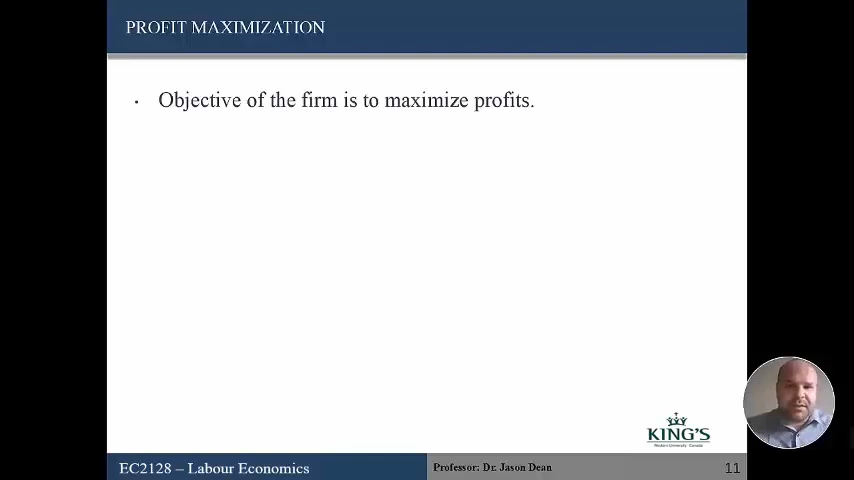 PROFIT MAXIMIZATION
• Objective of the firm is to maximize profits.
KING'S
Western University · Canada
EC2128 – Labour Economics
Professor: Dr. Jason Dean
11